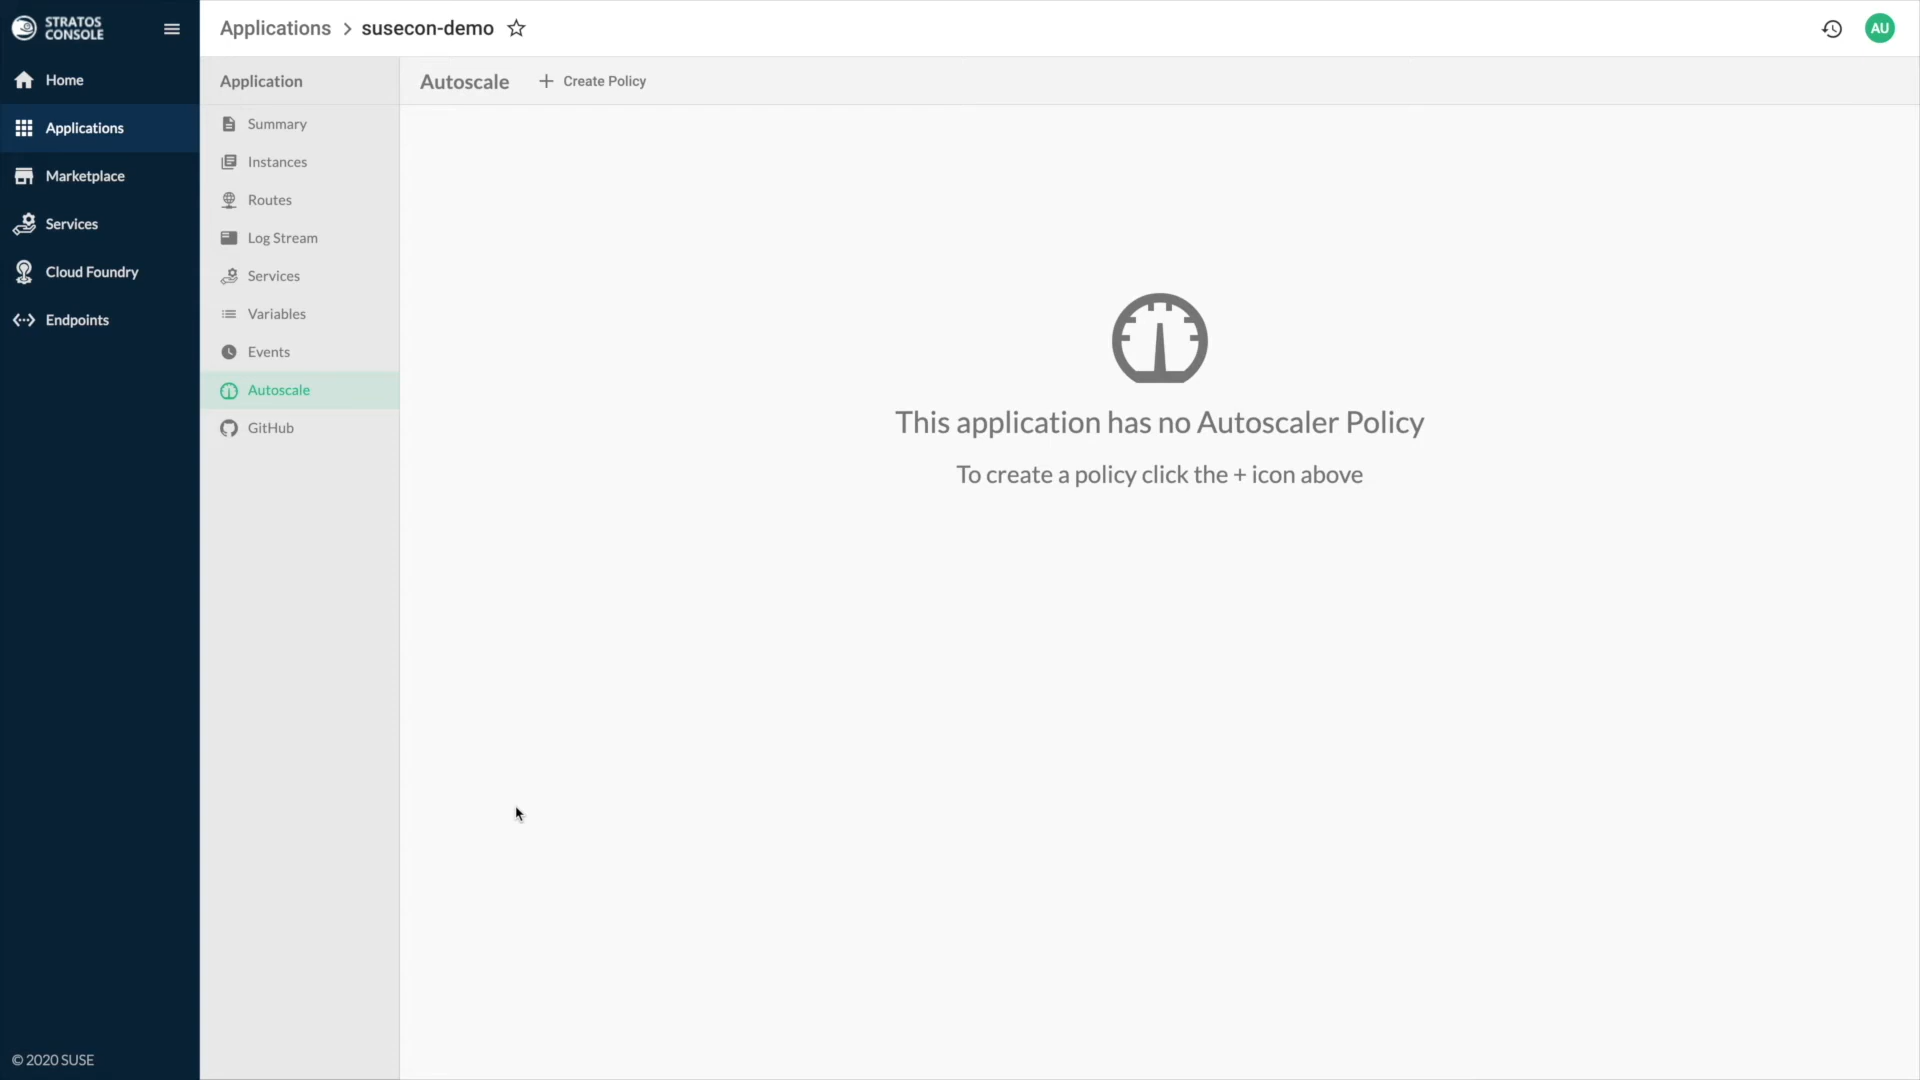 STRATOS
CONSOLE
Home
Applications
Marketplace
Services
Cloud Foundry
Endpoints
© 2020 SUSE
Applications > susecon-demo
AU
Application
Summary
Instances
Routes
Log Stream
Services
Variables
Events
Autoscale
GitHub
Autoscale + Create Policy
This application has no Autoscaler Policy
To create a policy click the + icon above